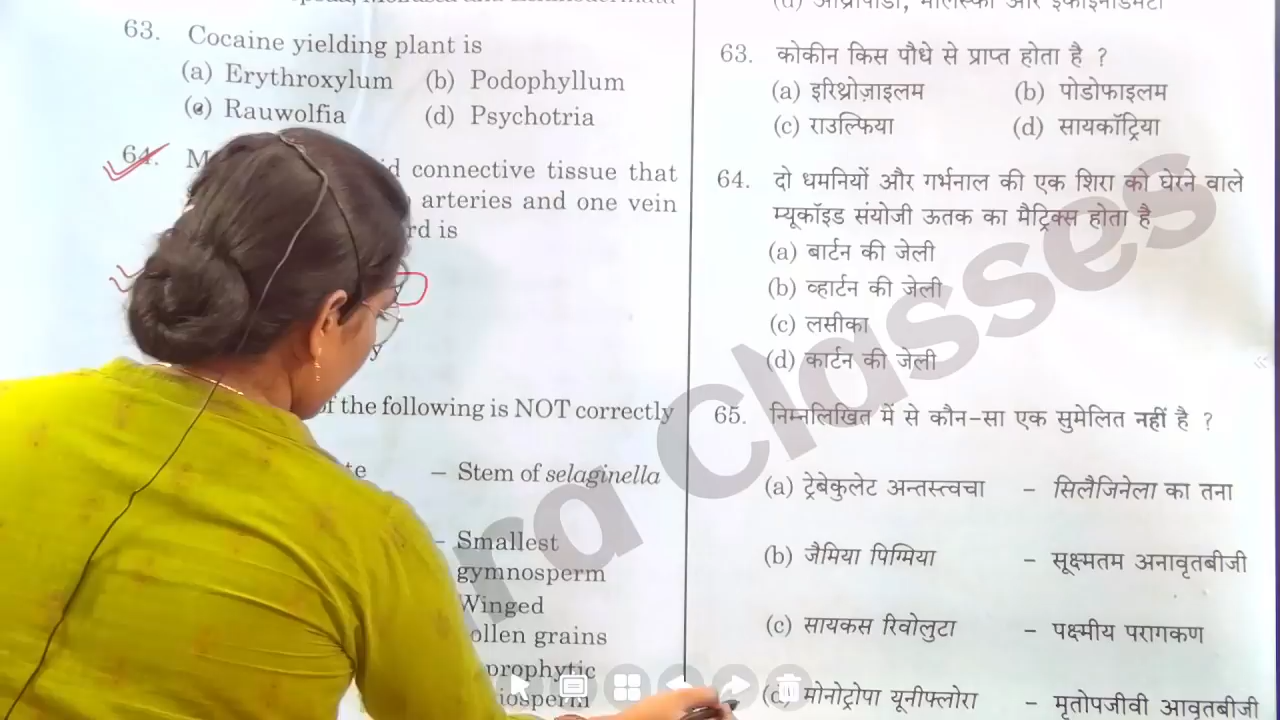 63. Cocaine yielding plant is
(a) Erythroxylum (b) Podophyllum
(c) Rauwolfia (d) Psychotria
64.
connective tissue that
arteries and one vein
is
of the following is NOT correctly
– Stem of selaginella
– Smallest
gymnosperm
Winged
pollen grains
63. कोकीन किस पौधे से प्राप्त होता है ?
(a) इरिथ्रोज़ाइलम (b) पोडोफाइलम
(c) राउल्फिया (d) सायकॉट्रिया
64. दो धमनियों और गर्भनाल की एक शिरा को घेरने वाले
म्यूकॉइड संयोजी ऊतक का मैट्रिक्स होता है
(a) बार्टन की जेली
(b) व्हार्टन की जेली
(c) लसीका
(d) कार्टन की जेली
65. निम्नलिखित में से कौन-सा एक सुमेलित नहीं है ?
(a) ट्रेबेकुलेट अन्तस्त्वचा – सिलैजिनेला का तना
(b) जैमिया पिग्मिया – सूक्ष्मतम अनावृतबीजी
(c) सायकस रिवोलुटा – पक्ष्मीय परागकण
(d) मोनोट्रोपा यूनीफ्लोरा – मृतोपजीवी आवृतबीजी
Classes